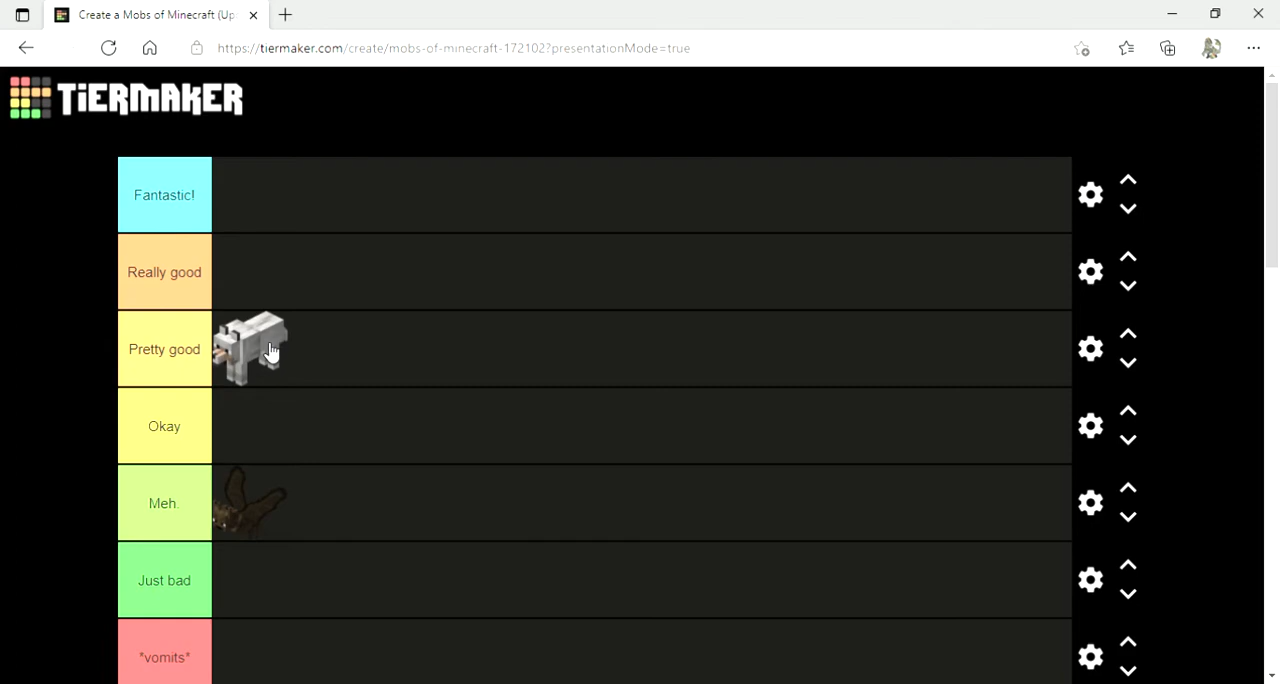 Create a Mobs of Minecraft (Up
https://tiermaker.com/create/mobs-of-minecraft-172102?presentationMode=true
TiERMAKER
Fantastic!
Really good
Pretty good
Okay
Meh.
Just bad
*vomits*